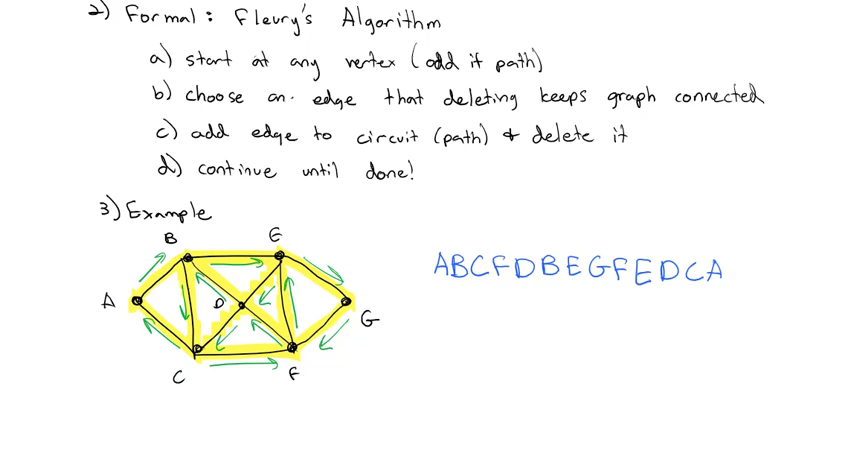 2) Formal: Fleury's Algorithm
a) start at any vertex (odd if path)
b) choose an edge that deleting keeps graph connected
c) add edge to circuit (path) & delete it
d) continue until done!
3) Example
B
E
A
D
G
C
F
ABCFDBEGFEDCA